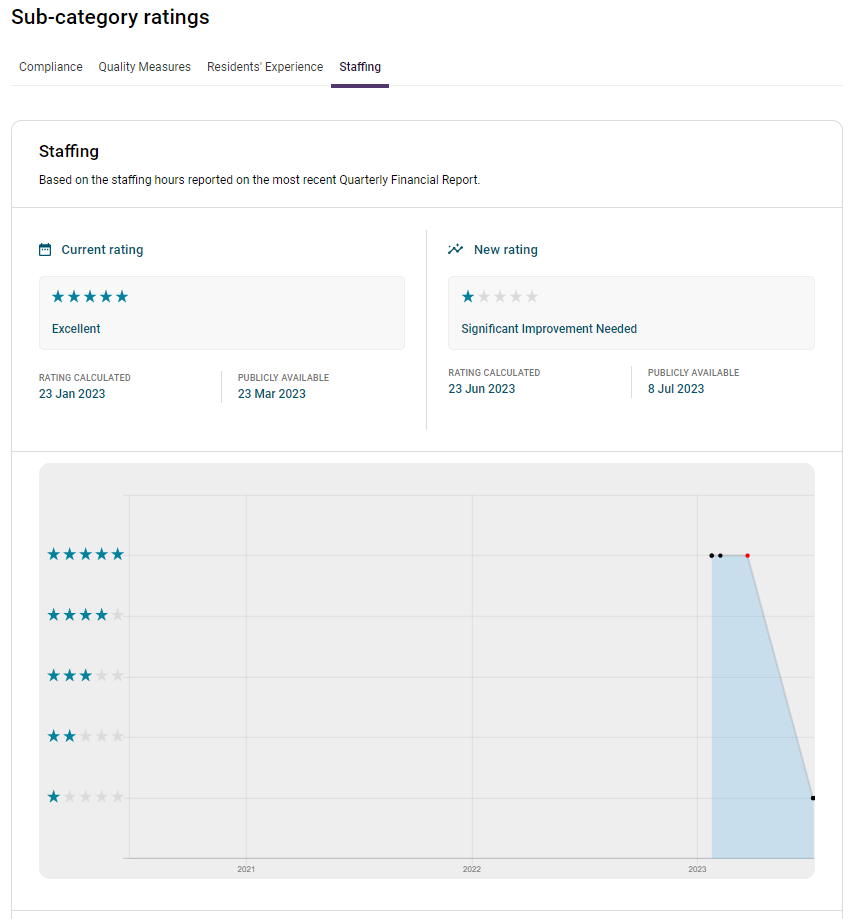 Sub-category ratings
Compliance Quality Measures Residents' Experience Staffing
Staffing
Based on the staffing hours reported on the most recent Quarterly Financial Report.
Current rating
Excellent
RATING CALCULATED
23 Jan 2023
PUBLICLY AVAILABLE
23 Mar 2023
New rating
Significant Improvement Needed
RATING CALCULATED
23 Jun 2023
PUBLICLY AVAILABLE
8 Jul 2023
2021 2022 2023